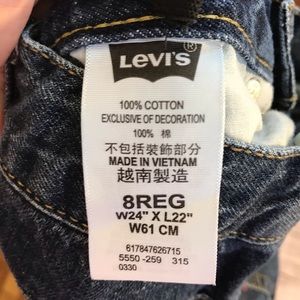 LEVI'S®
100% COTTON
EXCLUSIVE OF DECORATION
100% 棉
不包括裝飾部分
MADE IN VIETNAM
越南製造
8REG
W24" X L22"
W61 CM
617847626715
5550 -259 315
0330